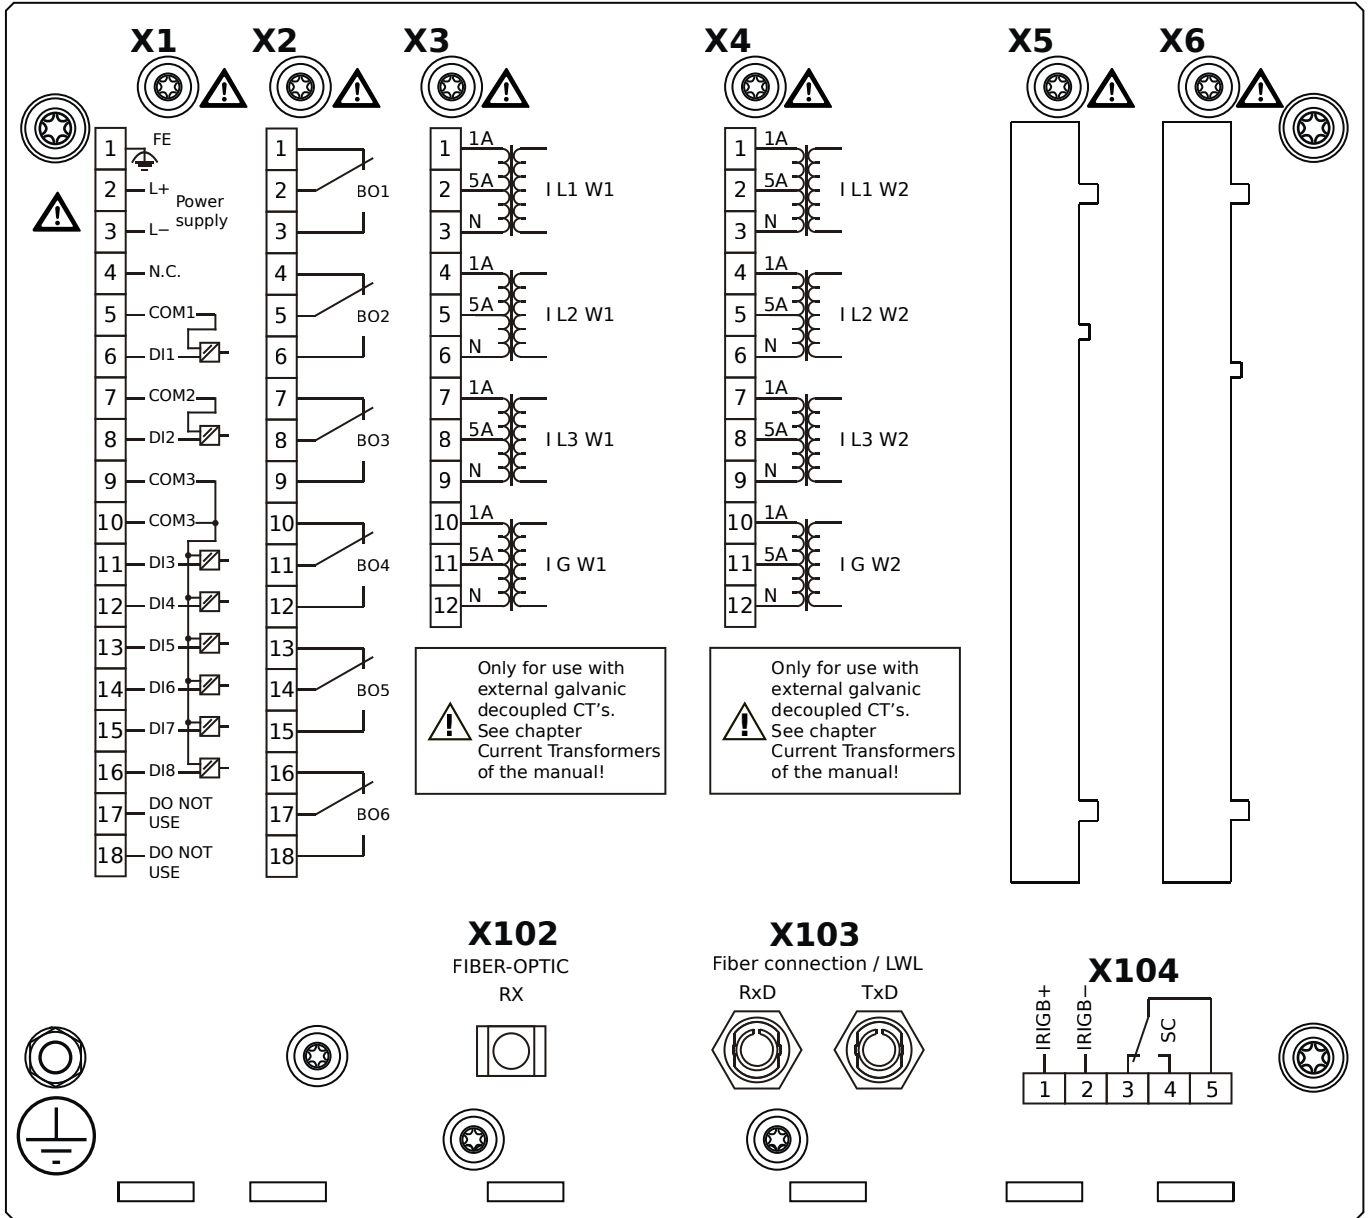 X1
X2
X3
X4
X5
X6
1
FE
2
L+
Power
supply
3
L−
4
N.C.
5
COM1
6
DI1
7
COM2
8
DI2
9
COM3
10
COM3
11
DI3
12
DI4
13
DI5
14
DI6
15
DI7
16
DI8
17
DO NOT
USE
18
DO NOT
USE
1
2
BO1
3
4
5
BO2
6
7
8
BO3
9
10
11
BO4
12
13
14
BO5
15
16
17
BO6
18
1
1A
2
5A
I L1 W1
3
N
4
1A
5
5A
I L2 W1
6
N
7
1A
8
5A
I L3 W1
9
N
10
1A
11
5A
I G W1
12
N
Only for use with
external galvanic
decoupled CT's.
See chapter
Current Transformers
of the manual!
1
1A
2
5A
I L1 W2
3
N
4
1A
5
5A
I L2 W2
6
N
7
1A
8
5A
I L3 W2
9
N
10
1A
11
5A
I G W2
12
N
Only for use with
external galvanic
decoupled CT's.
See chapter
Current Transformers
of the manual!
X102
FIBER-OPTIC
RX
X103
Fiber connection / LWL
RxD
TxD
X104
IRIGB+
IRIGB−
SC
1
2
3
4
5